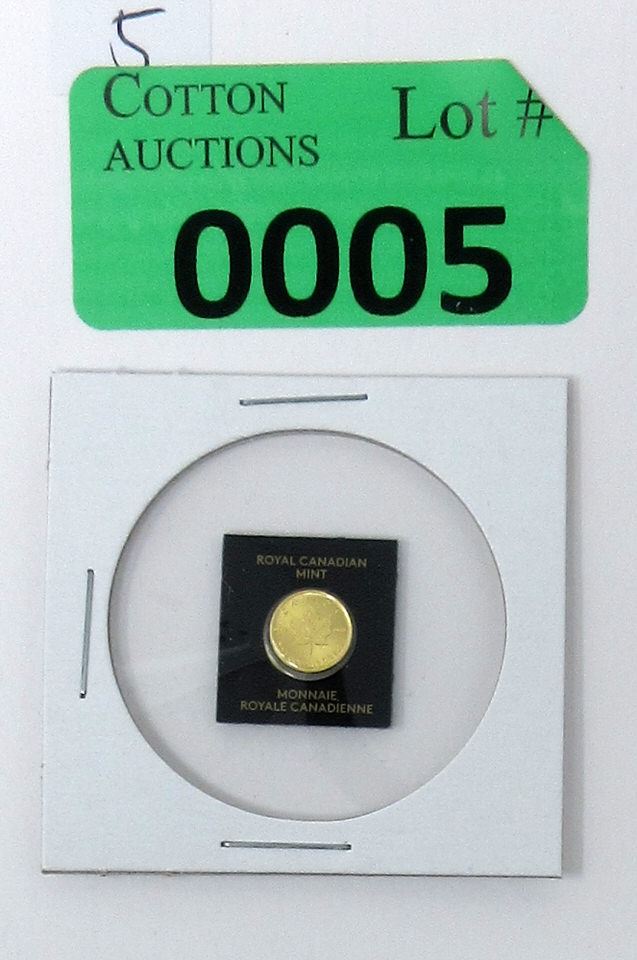 5
COTTON
AUCTIONS
Lot #
0005
ROYAL CANADIAN
MINT
MONNAIE
ROYALE CANADIENNE